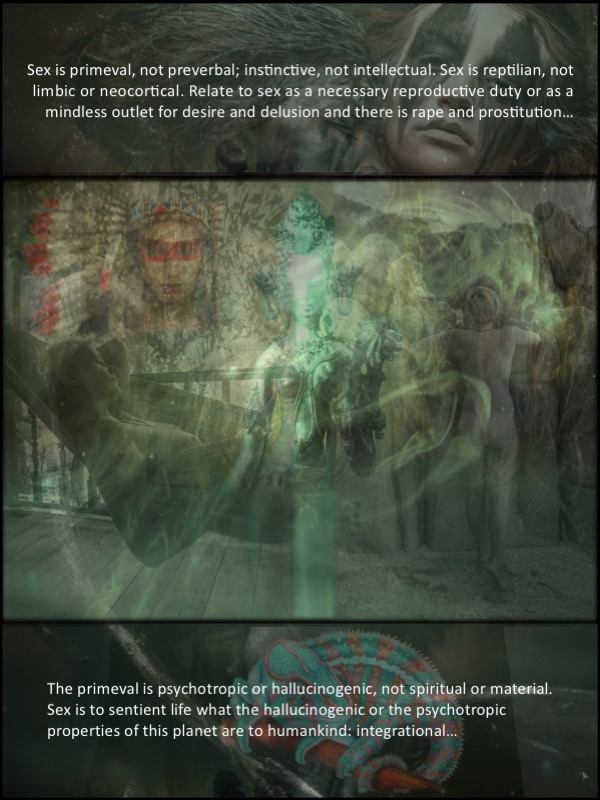 Sex is primeval, not preverbal; instinctive, not intellectual. Sex is reptilian, not
limbic or neocortical. Relate to sex as a necessary reproductive duty or as a
mindless outlet for desire and delusion and there is rape and prostitution...
The primeval is psychotropic or hallucinogenic, not spiritual or material.
Sex is to sentient life what the hallucinogenic or the psychotropic
properties of this planet are to humankind: integrational...